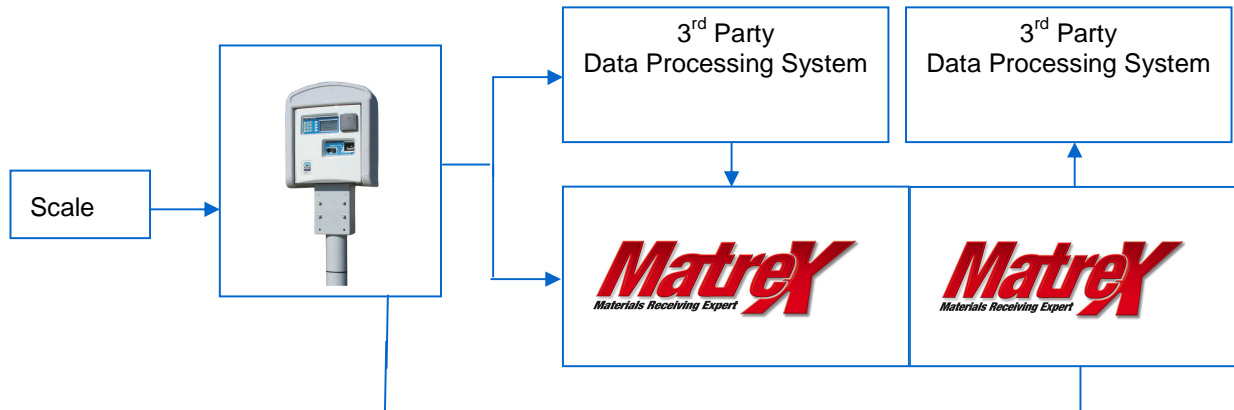 3rd Party
Data Processing System
3rd Party
Data Processing System
Scale
MatreX
Materials Receiving Expert
MatreX
Materials Receiving Expert